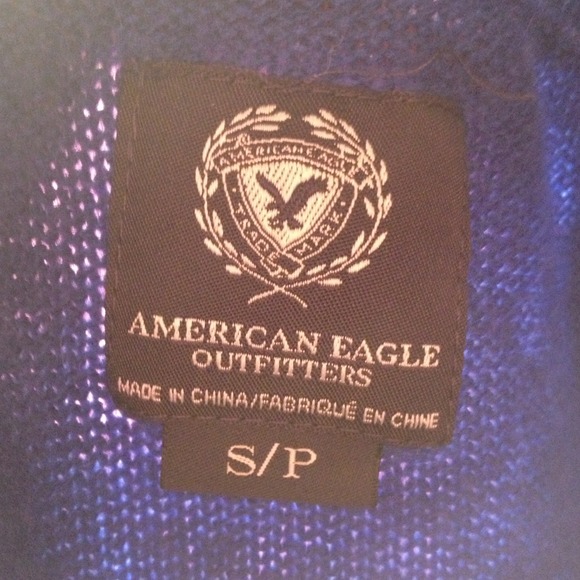 AMERICAN EAGLE
TRADE MARK
AMERICAN EAGLE
OUTFITTERS
MADE IN CHINA/FABRIQUÉ EN CHINE
S/P